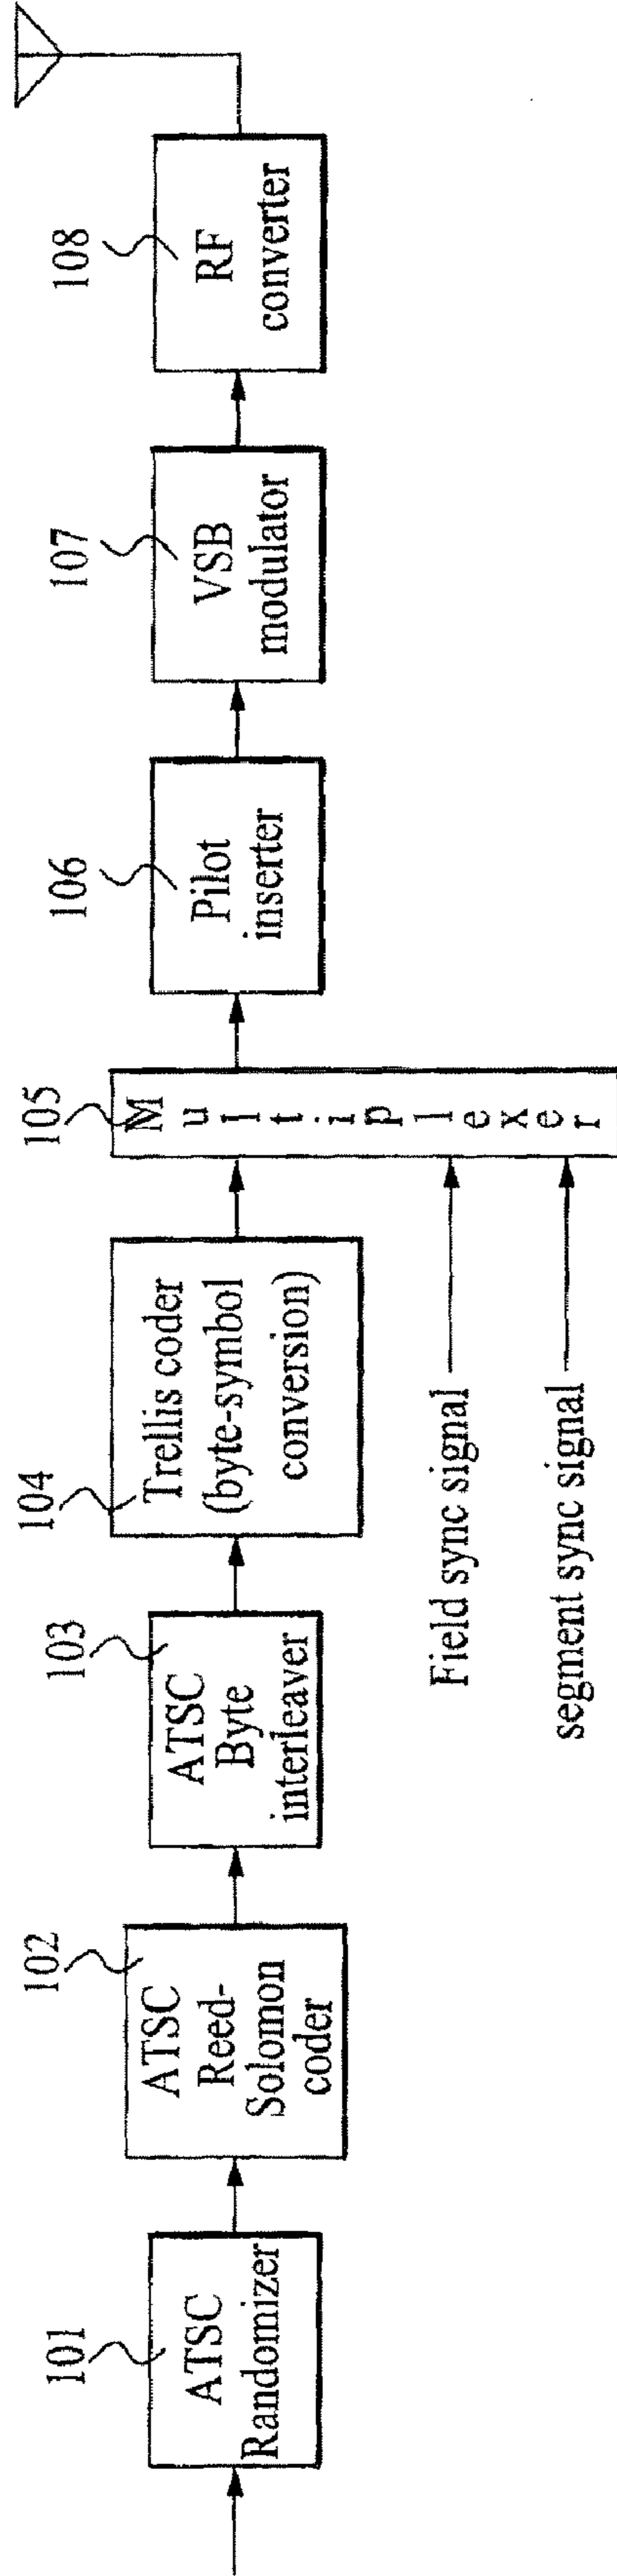 101
ATSC
Randomizer
102
ATSC
Reed-
Solomon
coder
103
ATSC
Byte
interleaver
104
Trellis coder
(byte-symbol
conversion)
105
Multiplexer
Field sync signal
segment sync signal
106
Pilot
inserter
107
VSB
modulator
108
RF
converter